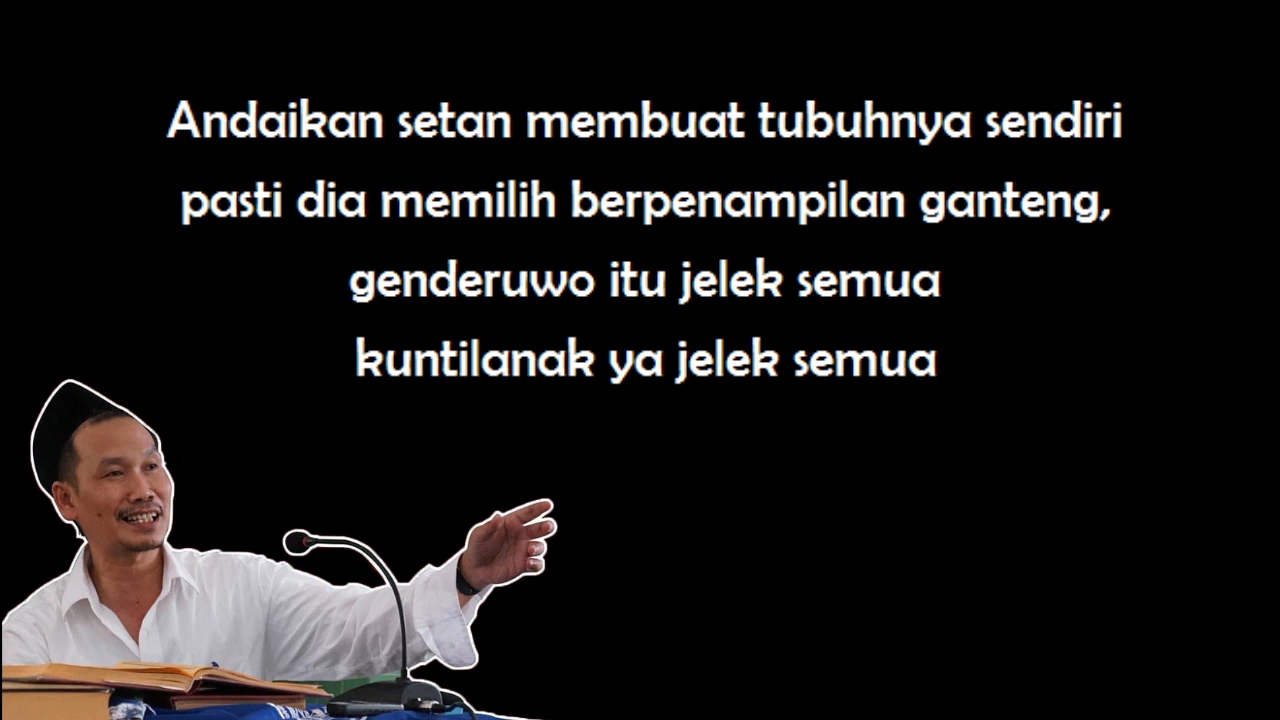 Andaikan setan membuat tubuhnya sendiri
pasti dia memilih berpenampilan ganteng,
genderuwo itu jelek semua
kuntilanak ya jelek semua